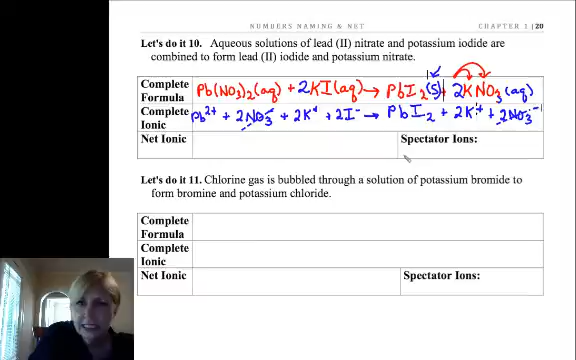 NUMBERS NAMING & NET CHAPTER 1 | 20
Let's do it 10. Aqueous solutions of lead (II) nitrate and potassium iodide are
combined to form lead (II) iodide and potassium nitrate.
Complete Formula Pb(NO3)2(aq) + 2KI(aq) → PbI2(s) + 2KNO3(aq)
Complete Ionic Pb2+ + 2NO3- + 2K+ + 2I- → PbI2 + 2K+ + 2NO3-1
Net Ionic Spectator Ions:
Let's do it 11. Chlorine gas is bubbled through a solution of potassium bromide to
form bromine and potassium chloride.
Complete Formula
Complete Ionic
Net Ionic Spectator Ions: